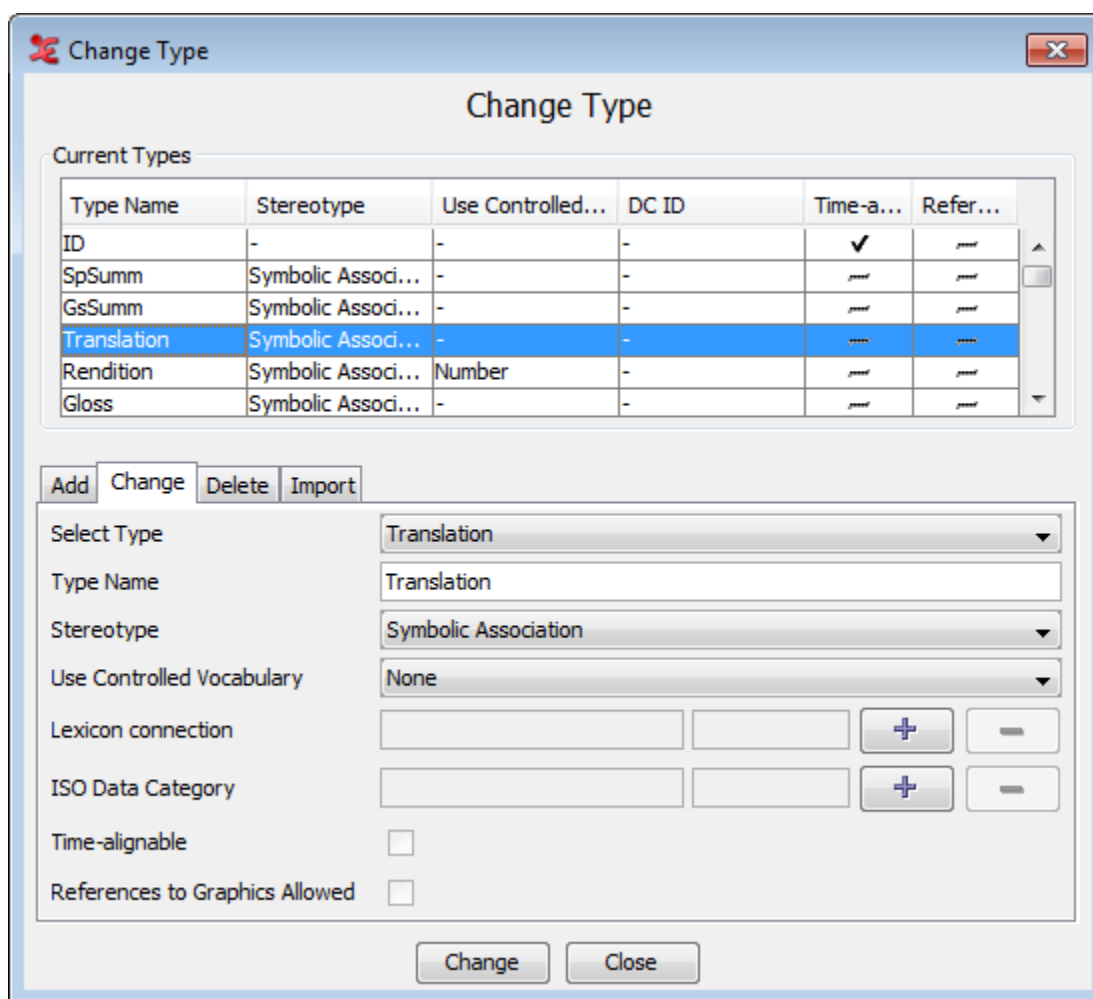 Change Type
Change Type
Current Types
Type Name Stereotype Use Controlled... DC ID Time-a... Refer...
ID - - -
SpSumm Symbolic Associ... - -
GsSumm Symbolic Associ... - -
Translation Symbolic Associ... - -
Rendition Symbolic Associ... Number -
Gloss Symbolic Associ... - -
Add Change Delete Import
Select Type Translation
Type Name Translation
Stereotype Symbolic Association
Use Controlled Vocabulary None
Lexicon connection
ISO Data Category
Time-alignable
References to Graphics Allowed
Change Close